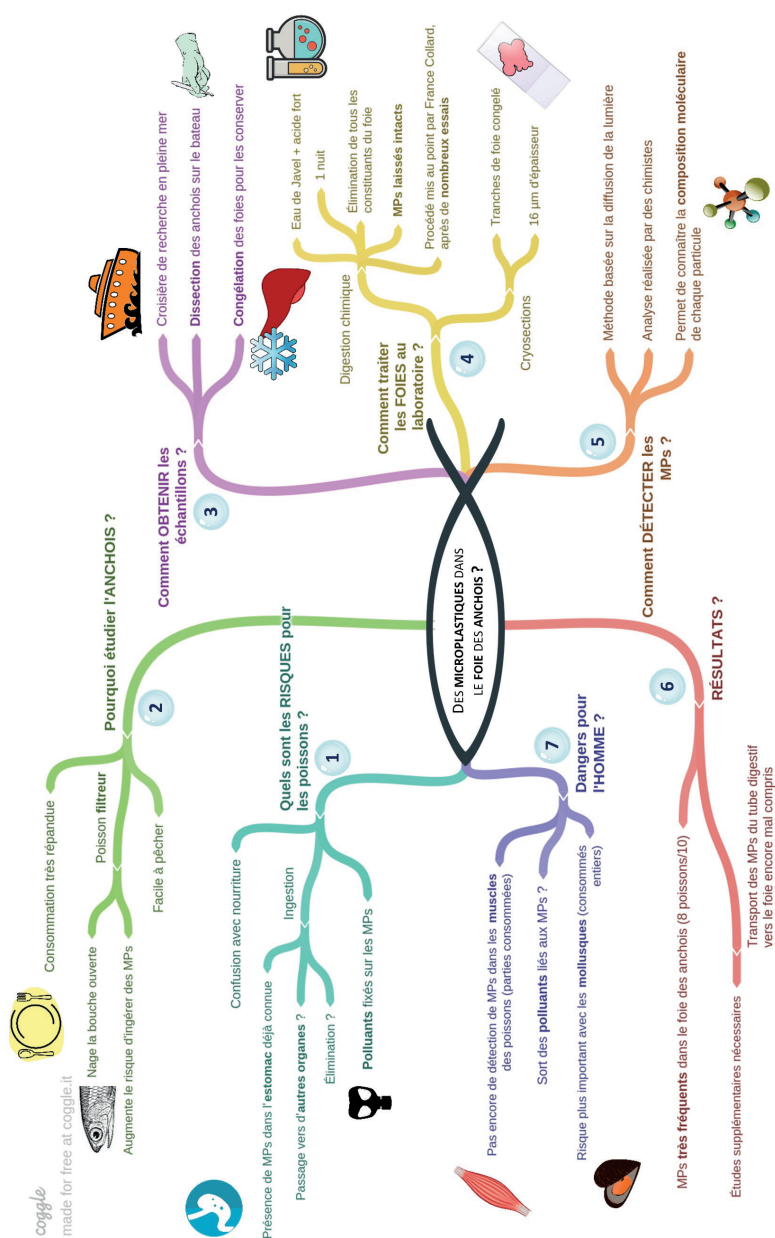 coggle
made for free at coggle.it
DES MICROPLASTIQUES DANS
LE FOIE DES ANCHOIS ?
1
Quels sont les RISQUES pour
les poissons ?
Confusion avec nourriture
Ingestion
Présence de MPs dans l'estomac déjà connue
Passage vers d'autres organes ?
Élimination ?
Polluants fixés sur les MPs
2
Pourquoi étudier l'ANCHOIS ?
Consommation très répandue
Poisson filtreur
Nage la bouche ouverte
Augmente le risque d'ingérer des MPs
Facile à pêcher
3
Comment OBTENIR les
échantillons ?
Croisière de recherche en pleine mer
Dissection des anchois sur le bateau
Congélation des foies pour les conserver
4
Comment traiter
les FOIES au
laboratoire ?
Digestion chimique
Eau de Javel + acide fort
1 nuit
Élimination de tous les
constituants du foie
MPs laissés intacts
Procédé mis au point par France Collard,
après de nombreux essais
Cryosections
Tranches de foie congelé
16 µm d'épaisseur
5
Comment DÉTECTER les
MPs ?
Méthode basée sur la diffusion de la lumière
Analyse réalisée par des chimistes
Permet de connaître la composition moléculaire
de chaque particule
6
RÉSULTATS ?
MPs très fréquents dans le foie des anchois (8 poissons/10)
Transport des MPs du tube digestif
vers le foie encore mal compris
Études supplémentaires nécessaires
7
Dangers pour
l'HOMME ?
Pas encore de détection de MPs dans les muscles
des poissons (parties consommées)
Sort des polluants liés aux MPs ?
Risque plus important avec les mollusques (consommés
entiers)